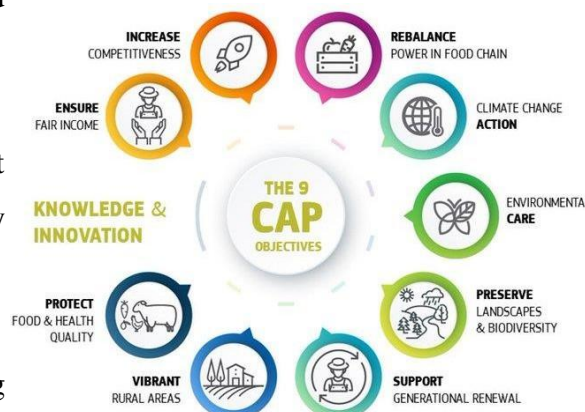 INCREASE
COMPETITIVENESS
REBALANCE
POWER IN FOOD CHAIN
ENSURE
FAIR INCOME
CLIMATE CHANGE
ACTION
THE 9
CAP
OBJECTIVES
KNOWLEDGE &
INNOVATION
ENVIRONMENTA
CARE
PROTECT
FOOD & HEALTH
QUALITY
PRESERVE
LANDSCAPES
& BIODIVERSITY
VIBRANT
RURAL AREAS
SUPPORT
GENERATIONAL RENEWAL